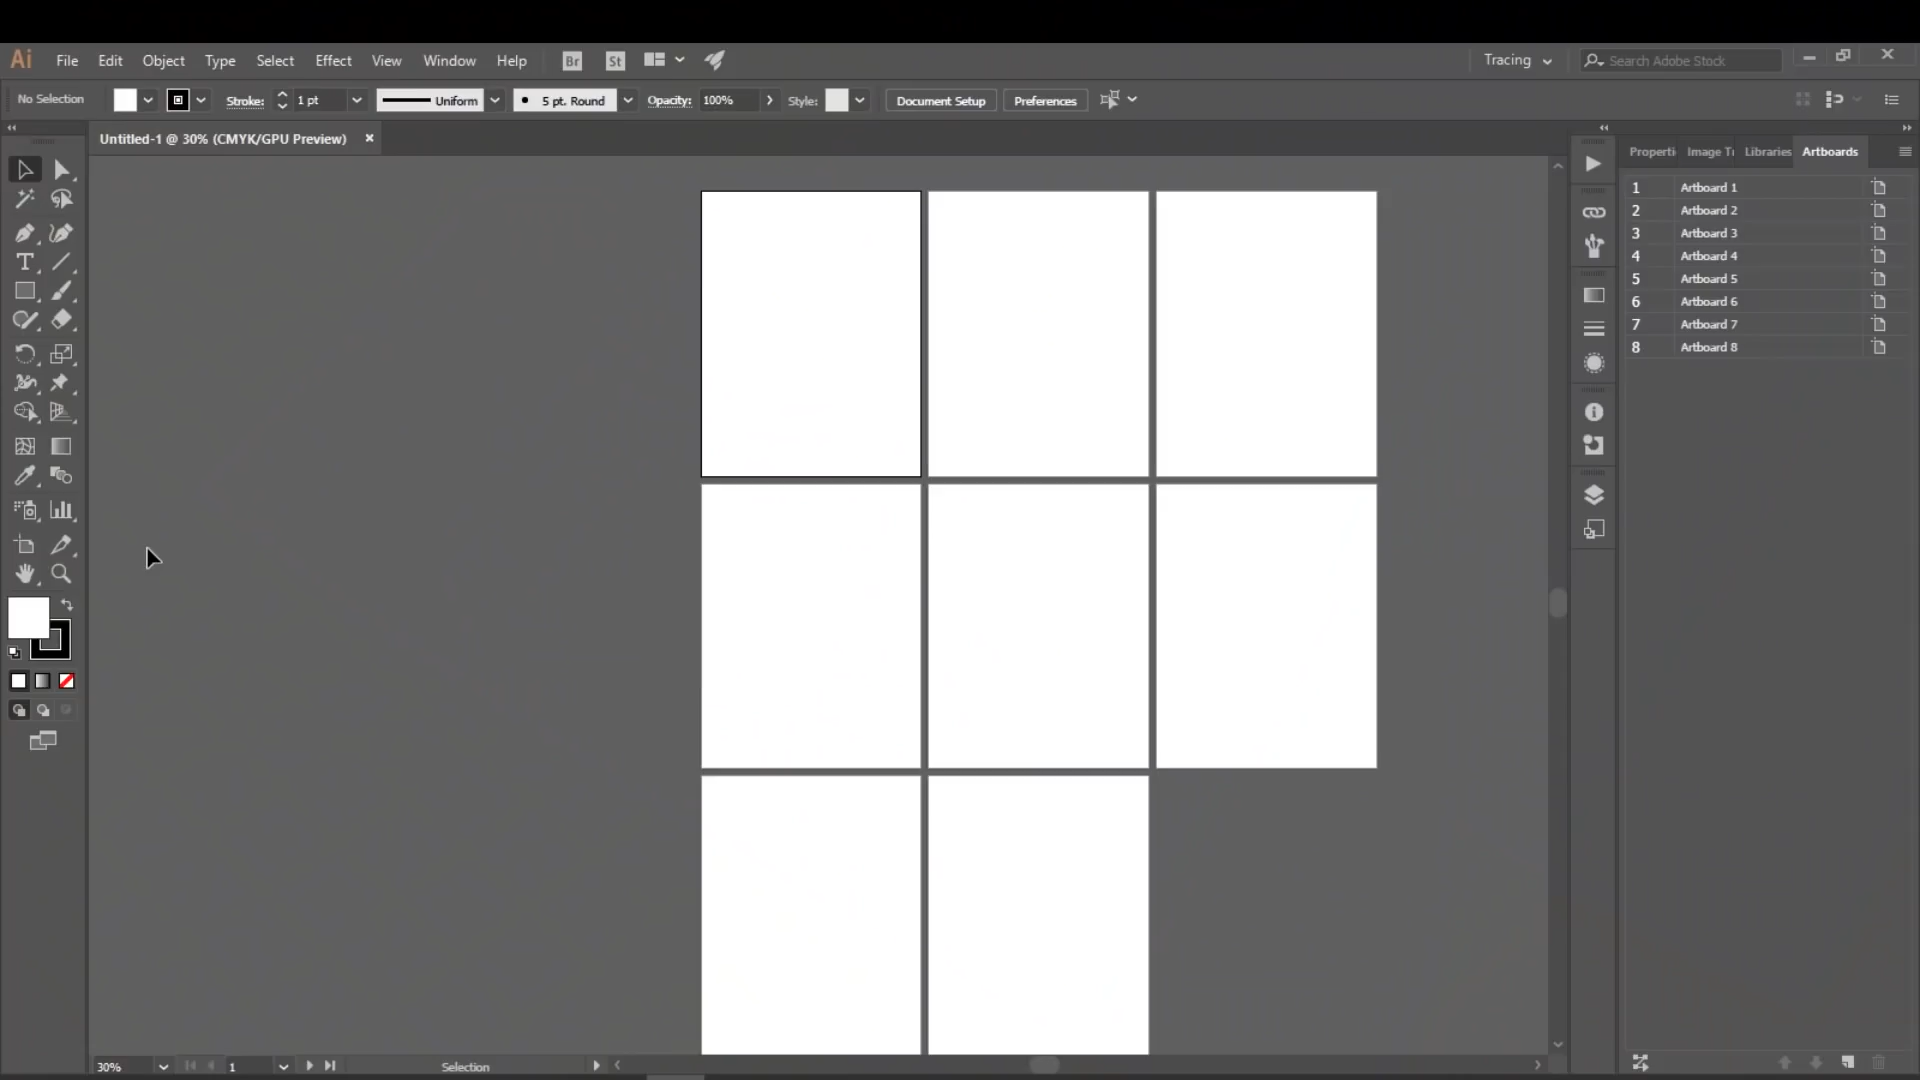 Ai File Edit Object Type Select Effect View Window Help Br St Tracing Search Adobe Stock
No Selection Stroke: 1 pt Uniform 5 pt. Round Opacity: 100% Style: Document Setup Preferences
Untitled-1 @ 30% (CMYK/GPU Preview)
Properti Image Tr Libraries Artboards
1 Artboard 1
2 Artboard 2
3 Artboard 3
4 Artboard 4
5 Artboard 5
6 Artboard 6
7 Artboard 7
8 Artboard 8
30% 1 Selection